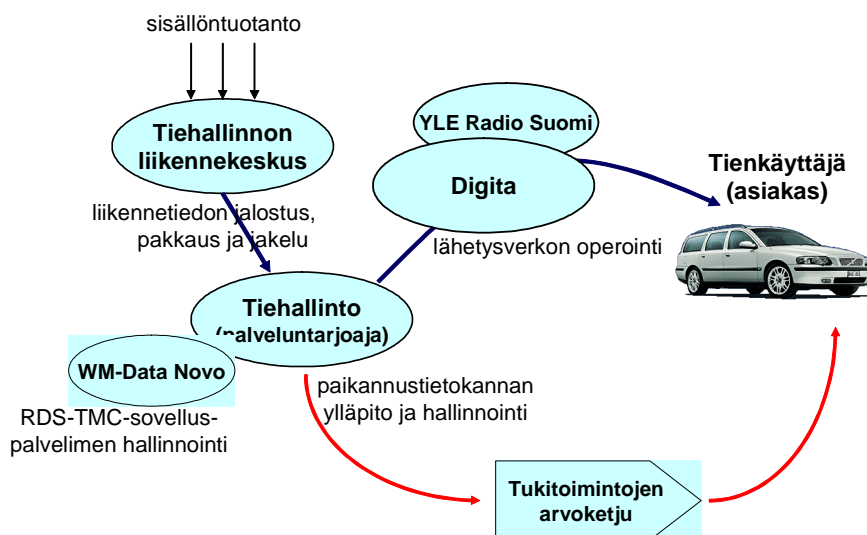 sisällöntuotanto
Tiehallinnon
liikennekeskus
liikennetiedon jalostus,
pakkaus ja jakelu
YLE Radio Suomi
Digita
lähetysverkon operointi
Tienkäyttäjä
(asiakas)
Tiehallinto
(palveluntarjoaja)
WM-Data Novo
RDS-TMC-sovellus-
palvelimen hallinnointi
paikannustietokannan
ylläpito ja hallinnointi
Tukitoimintojen
arvoketju